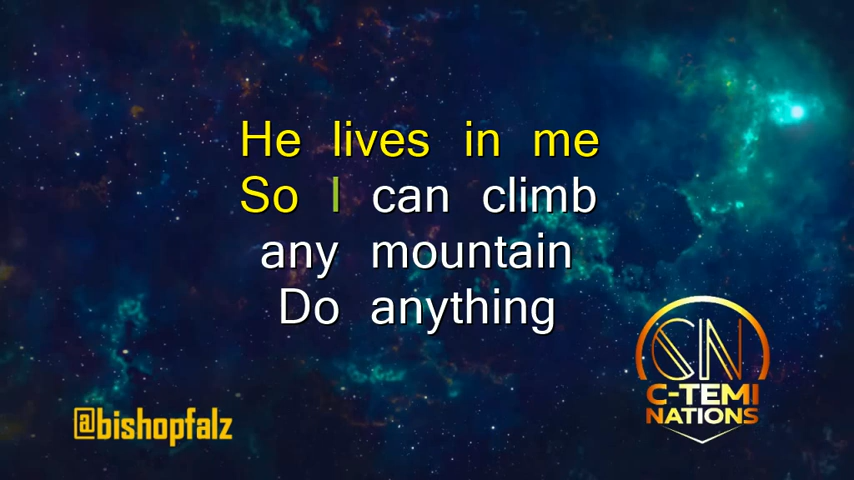 He lives in me
So I can climb
any mountain
Do anything
@bishopfalz
CN
C-TEMI
NATIONS